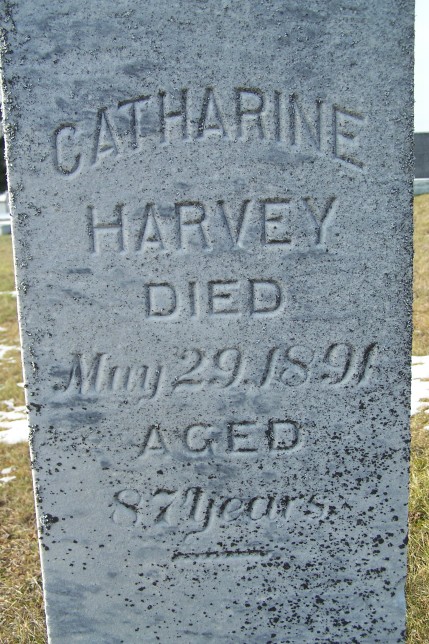 CATHARINE
HARVEY
DIED
May 29, 1891
AGED
87 Years